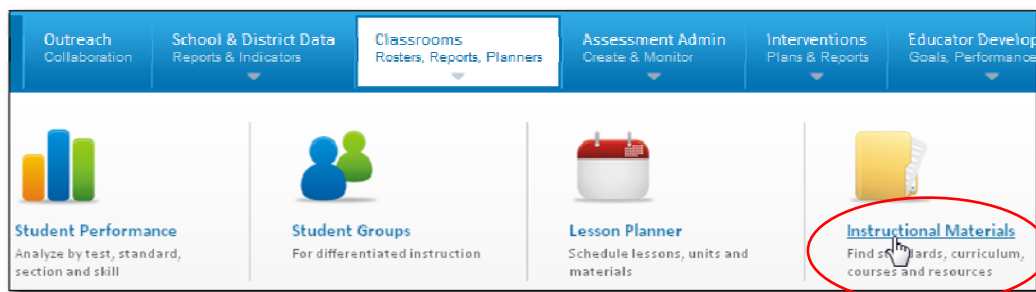 Outreach
Collaboration
School & District Data
Reports & Indicators
Classrooms
Rosters, Reports, Planners
Assessment Admin
Create & Monitor
Interventions
Plans & Reports
Educator Develop
Goals, Performance
Student Performance
Analyze by test, standard,
section and skill
Student Groups
For differentiated instruction
Lesson Planner
Schedule lessons, units and
materials
Instructional Materials
Find standards, curriculum,
courses and resources